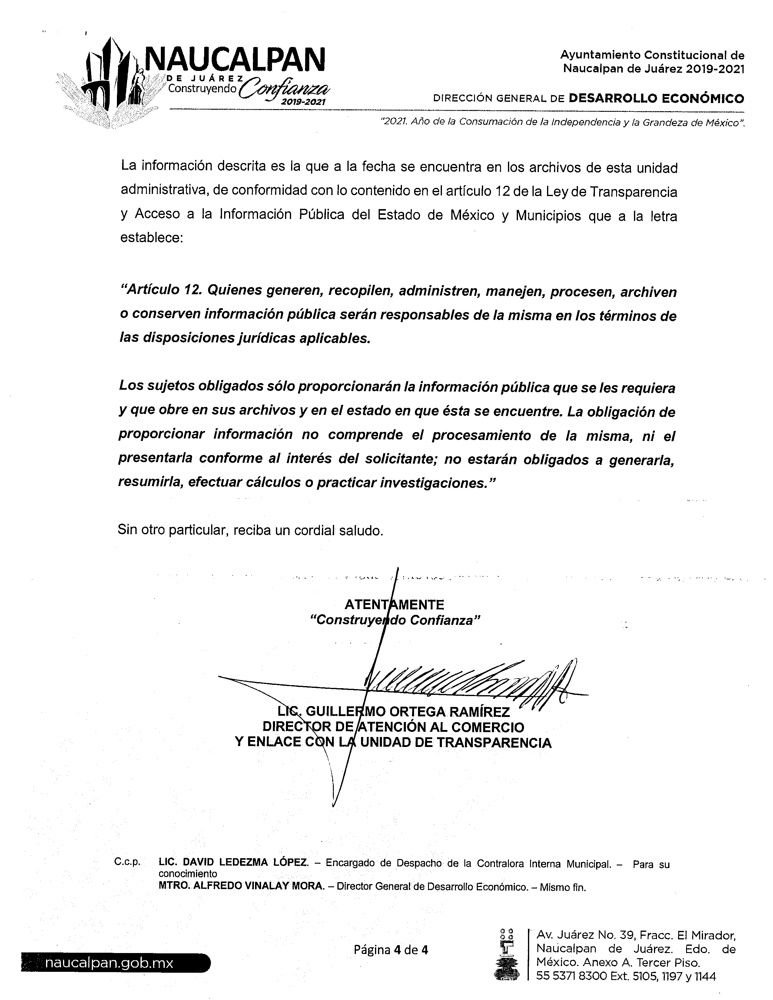 NAUCALPAN
DE JUÁREZ
Construyendo Confianza
2019-2021
Ayuntamiento Constitucional de
Naucalpan de Juárez 2019-2021
DIRECCIÓN GENERAL DE DESARROLLO ECONÓMICO
"2021. Año de la Consumación de la Independencia y la Grandeza de México".
La información descrita es la que a la fecha se encuentra en los archivos de esta unidad
administrativa, de conformidad con lo contenido en el artículo 12 de la Ley de Transparencia
y Acceso a la Información Pública del Estado de México y Municipios que a la letra
establece:
"Artículo 12. Quienes generen, recopilen, administren, manejen, procesen, archiven
o conserven información pública serán responsables de la misma en los términos de
las disposiciones jurídicas aplicables.
Los sujetos obligados sólo proporcionarán la información pública que se les requiera
y que obre en sus archivos y en el estado en que ésta se encuentre. La obligación de
proporcionar información no comprende el procesamiento de la misma, ni el
presentarla conforme al interés del solicitante; no estarán obligados a generarla,
resumirla, efectuar cálculos o practicar investigaciones."
Sin otro particular, reciba un cordial saludo.
ATENTAMENTE
"Construyendo Confianza"
LIC. GUILLERMO ORTEGA RAMÍREZ
DIRECTOR DE ATENCIÓN AL COMERCIO
Y ENLACE CON LA UNIDAD DE TRANSPARENCIA
C.c.p. LIC. DAVID LEDEZMA LÓPEZ. – Encargado de Despacho de la Contralora Interna Municipal. – Para su
conocimiento
MTRO. ALFREDO VINALAY MORA. – Director General de Desarrollo Económico. – Mismo fin.
Página 4 de 4
naucalpan.gob.mx
Av. Juárez No. 39, Fracc. El Mirador,
Naucalpan de Juárez. Edo. de
México. Anexo A. Tercer Piso.
55 5371 8300 Ext. 5105, 1197 y 1144